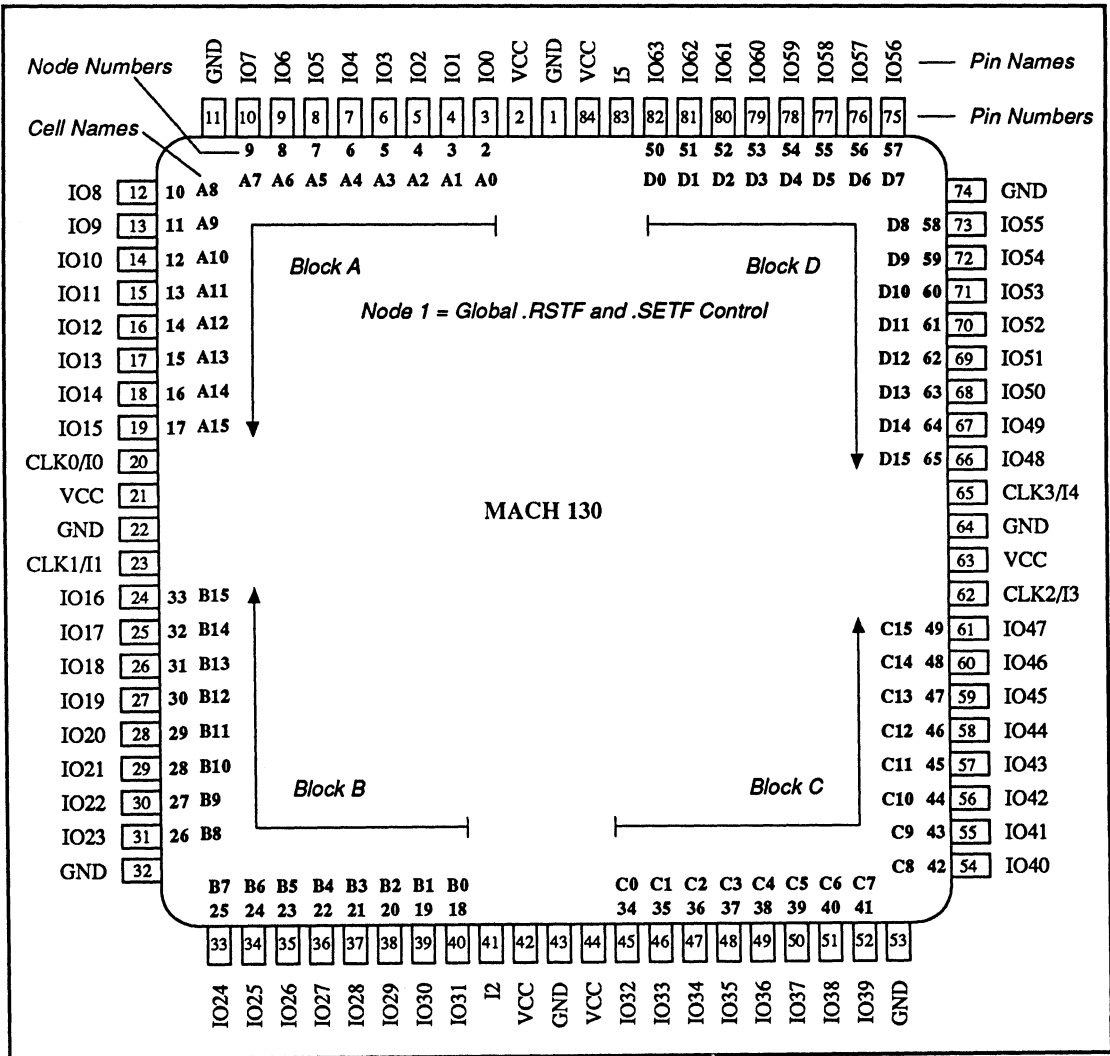 GND IO7 IO6 IO5 IO4 IO3 IO2 IO1 IO0 VCC GND VCC I5 IO63 IO62 IO61 IO60 IO59 IO58 IO57 IO56
Node Numbers
Pin Names
11 10 9 8 7 6 5 4 3 2 1 84 83 82 81 80 79 78 77 76 75
Cell Names
Pin Numbers
9 8 7 6 5 4 3 2 50 51 52 53 54 55 56 57
A7 A6 A5 A4 A3 A2 A1 A0 D0 D1 D2 D3 D4 D5 D6 D7
IO8 12 10 A8 74 GND
IO9 13 11 A9 D8 58 73 IO55
IO10 14 12 A10 D9 59 72 IO54
Block A Block D
IO11 15 13 A11 D10 60 71 IO53
Node 1 = Global .RSTF and .SETF Control
IO12 16 14 A12 D11 61 70 IO52
IO13 17 15 A13 D12 62 69 IO51
IO14 18 16 A14 D13 63 68 IO50
IO15 19 17 A15 D14 64 67 IO49
CLK0/I0 20 D15 65 66 IO48
VCC 21 65 CLK3/I4
MACH 130
GND 22 64 GND
CLK1/I1 23 63 VCC
IO16 24 33 B15 62 CLK2/I3
IO17 25 32 B14 C15 49 61 IO47
IO18 26 31 B13 C14 48 60 IO46
IO19 27 30 B12 C13 47 59 IO45
IO20 28 29 B11 C12 46 58 IO44
IO21 29 28 B10 C11 45 57 IO43
Block B Block C
IO22 30 27 B9 C10 44 56 IO42
IO23 31 26 B8 C9 43 55 IO41
GND 32 C8 42 54 IO40
B7 B6 B5 B4 B3 B2 B1 B0 C0 C1 C2 C3 C4 C5 C6 C7
25 24 23 22 21 20 19 18 34 35 36 37 38 39 40 41
33 34 35 36 37 38 39 40 41 42 43 44 45 46 47 48 49 50 51 52 53
IO24 IO25 IO26 IO27 IO28 IO29 IO30 IO31 I2 VCC GND VCC IO32 IO33 IO34 IO35 IO36 IO37 IO38 IO39 GND